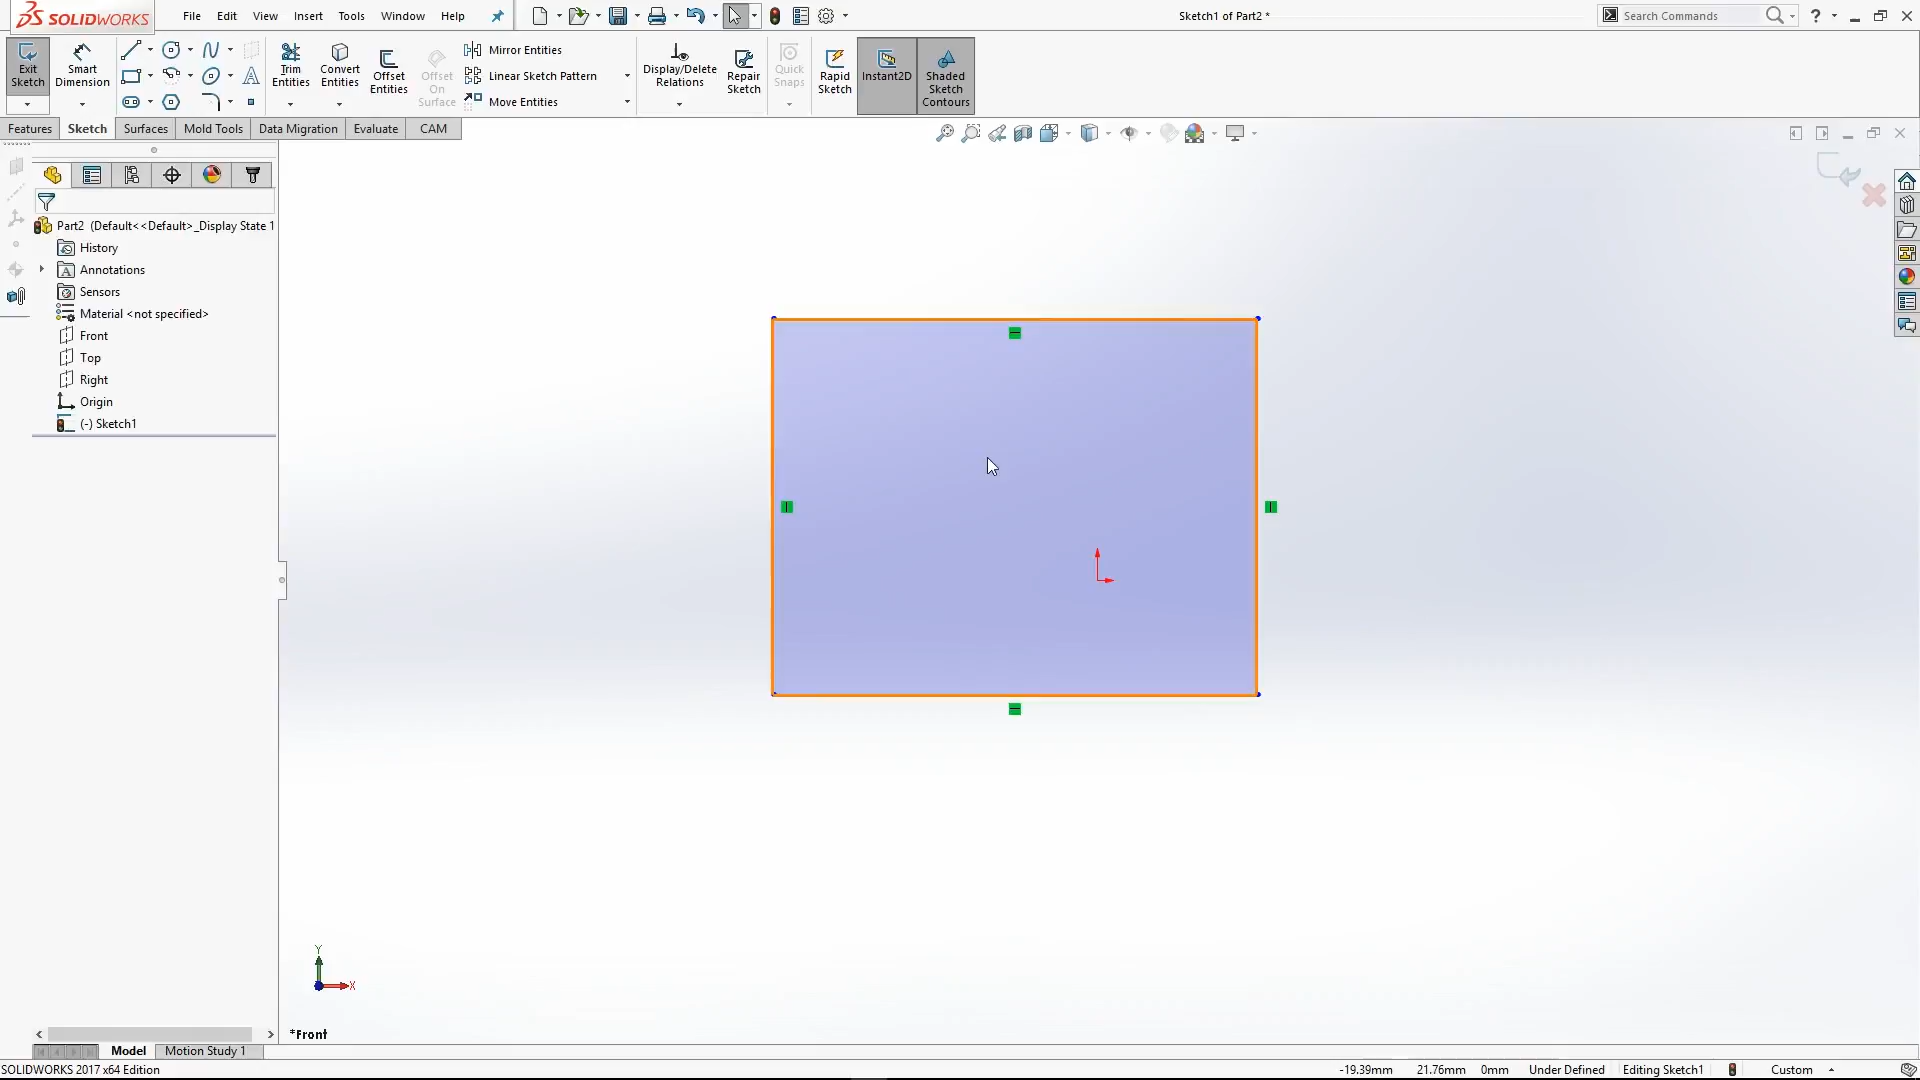 SOLIDWORKS
File Edit View Insert Tools Window Help
Sketch1 of Part2 *
Search Commands
Exit Sketch
Smart Dimension
Trim Entities
Convert Entities
Offset Entities
Offset On Surface
Mirror Entities
Linear Sketch Pattern
Move Entities
Display/Delete Relations
Repair Sketch
Quick Snaps
Rapid Sketch
Instant2D
Shaded Sketch Contours
Features Sketch Surfaces Mold Tools Data Migration Evaluate CAM
Part2 (Default<<Default>_Display State 1
History
Annotations
Sensors
Material <not specified>
Front
Top
Right
Origin
(-) Sketch1
Y
X
*Front
Model Motion Study 1
SOLIDWORKS 2017 x64 Edition
-19.39mm 21.76mm 0mm Under Defined Editing Sketch1 Custom